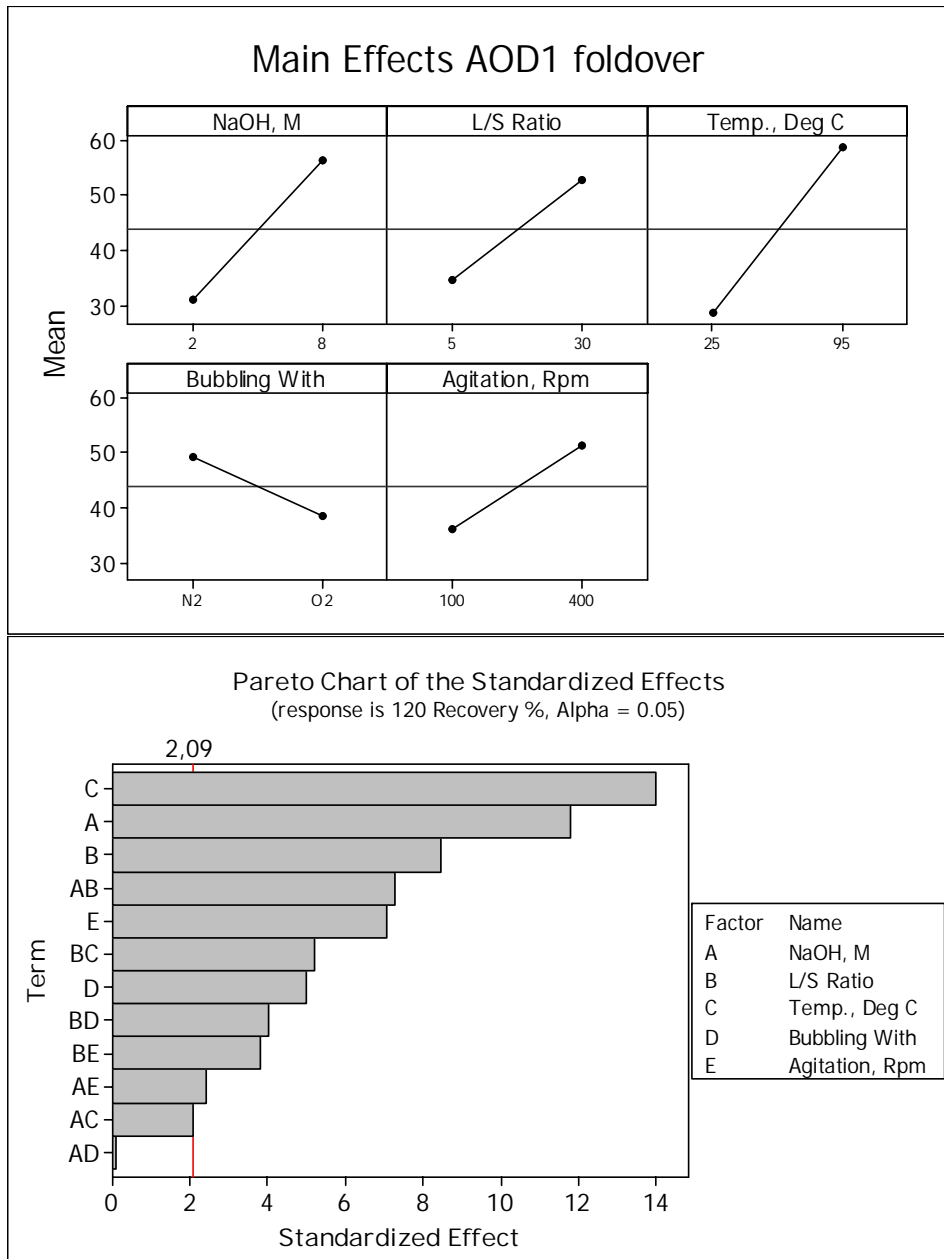 Main Effects AOD1 foldover
NaOH, M
L/S Ratio
Temp., Deg C
60
50
40
30
2
8
5
30
25
95
Mean
Bubbling With
Agitation, Rpm
60
50
40
30
N2
O2
100
400
Pareto Chart of the Standardized Effects
(response is 120 Recovery %, Alpha = 0.05)
2,09
Term
C
A
B
AB
E
BC
D
BD
BE
AE
AC
AD
0
2
4
6
8
10
12
14
Standardized Effect
Factor Name
A NaOH, M
B L/S Ratio
C Temp., Deg C
D Bubbling With
E Agitation, Rpm